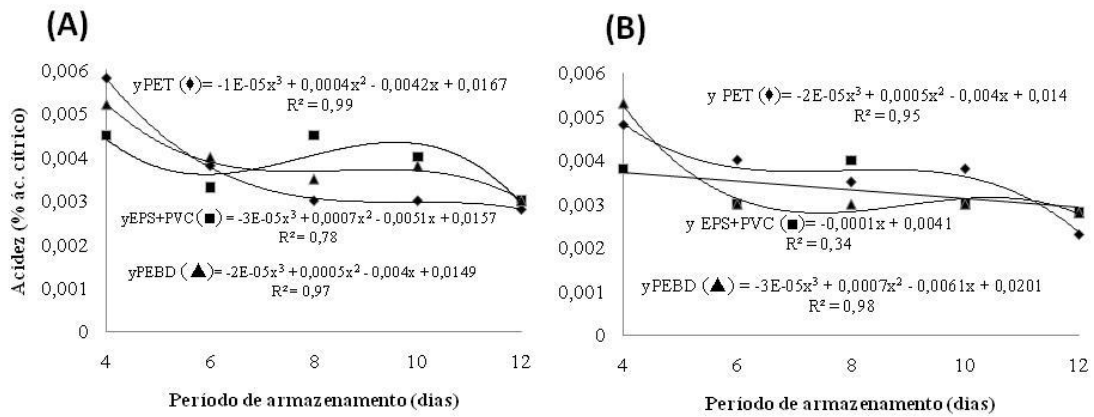 (A)
Acidez (% ác. cítrico)
0,006
0,005
0,004
0,003
0,002
0,001
0
yPET (♦)= -1E-05x³ + 0,0004x² - 0,0042x + 0,0167
R² = 0,99
yEPS+PVC(■)= -3E-05x³ + 0,0007x² - 0,0051x + 0,0157
R² = 0,78
yPEBD (▲)= -2E-05x³ + 0,0005x² - 0,004x + 0,0149
R² = 0,97
4 6 8 10 12
Período de armazenamento (dias)
(B)
0,006
0,005
0,004
0,003
0,002
0,001
0
y PET (♦)= -2E-05x³ + 0,0005x² - 0,004x + 0,014
R² = 0,95
y EPS+PVC (■)= -0,0001x + 0,0041
R² = 0,34
yPEBD (▲) = -3E-05x³ + 0,0007x² - 0,0061x + 0,0201
R² = 0,98
4 6 8 10 12
Período de armazenamento (dias)